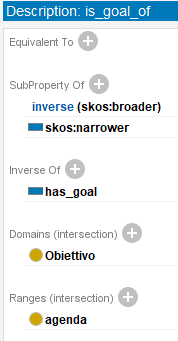 Description: is_goal_of
Equivalent To
SubProperty Of
inverse (skos:broader)
skos:narrower
Inverse Of
has_goal
Domains (intersection)
Obiettivo
Ranges (intersection)
agenda